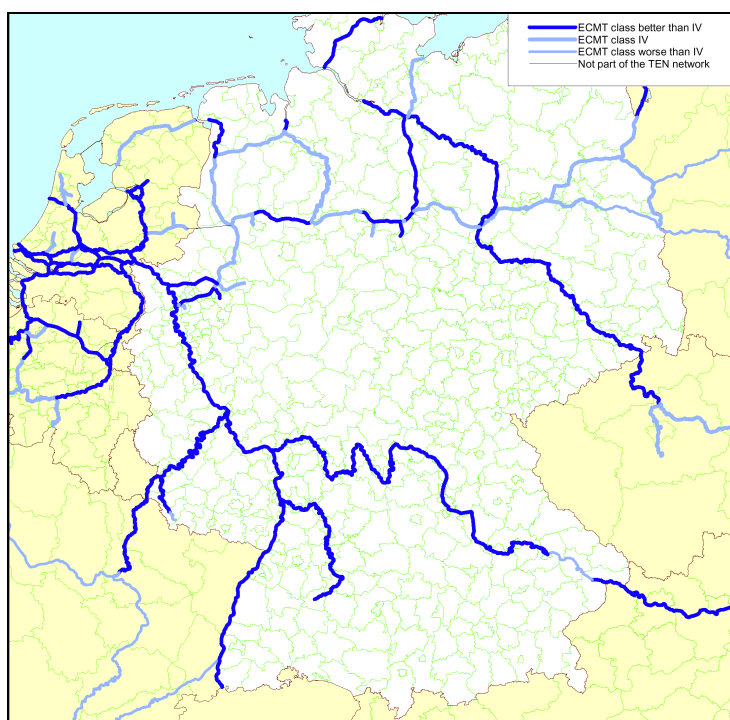 ECMT class better than IV
ECMT class IV
ECMT class worse than IV
Not part of the TEN network